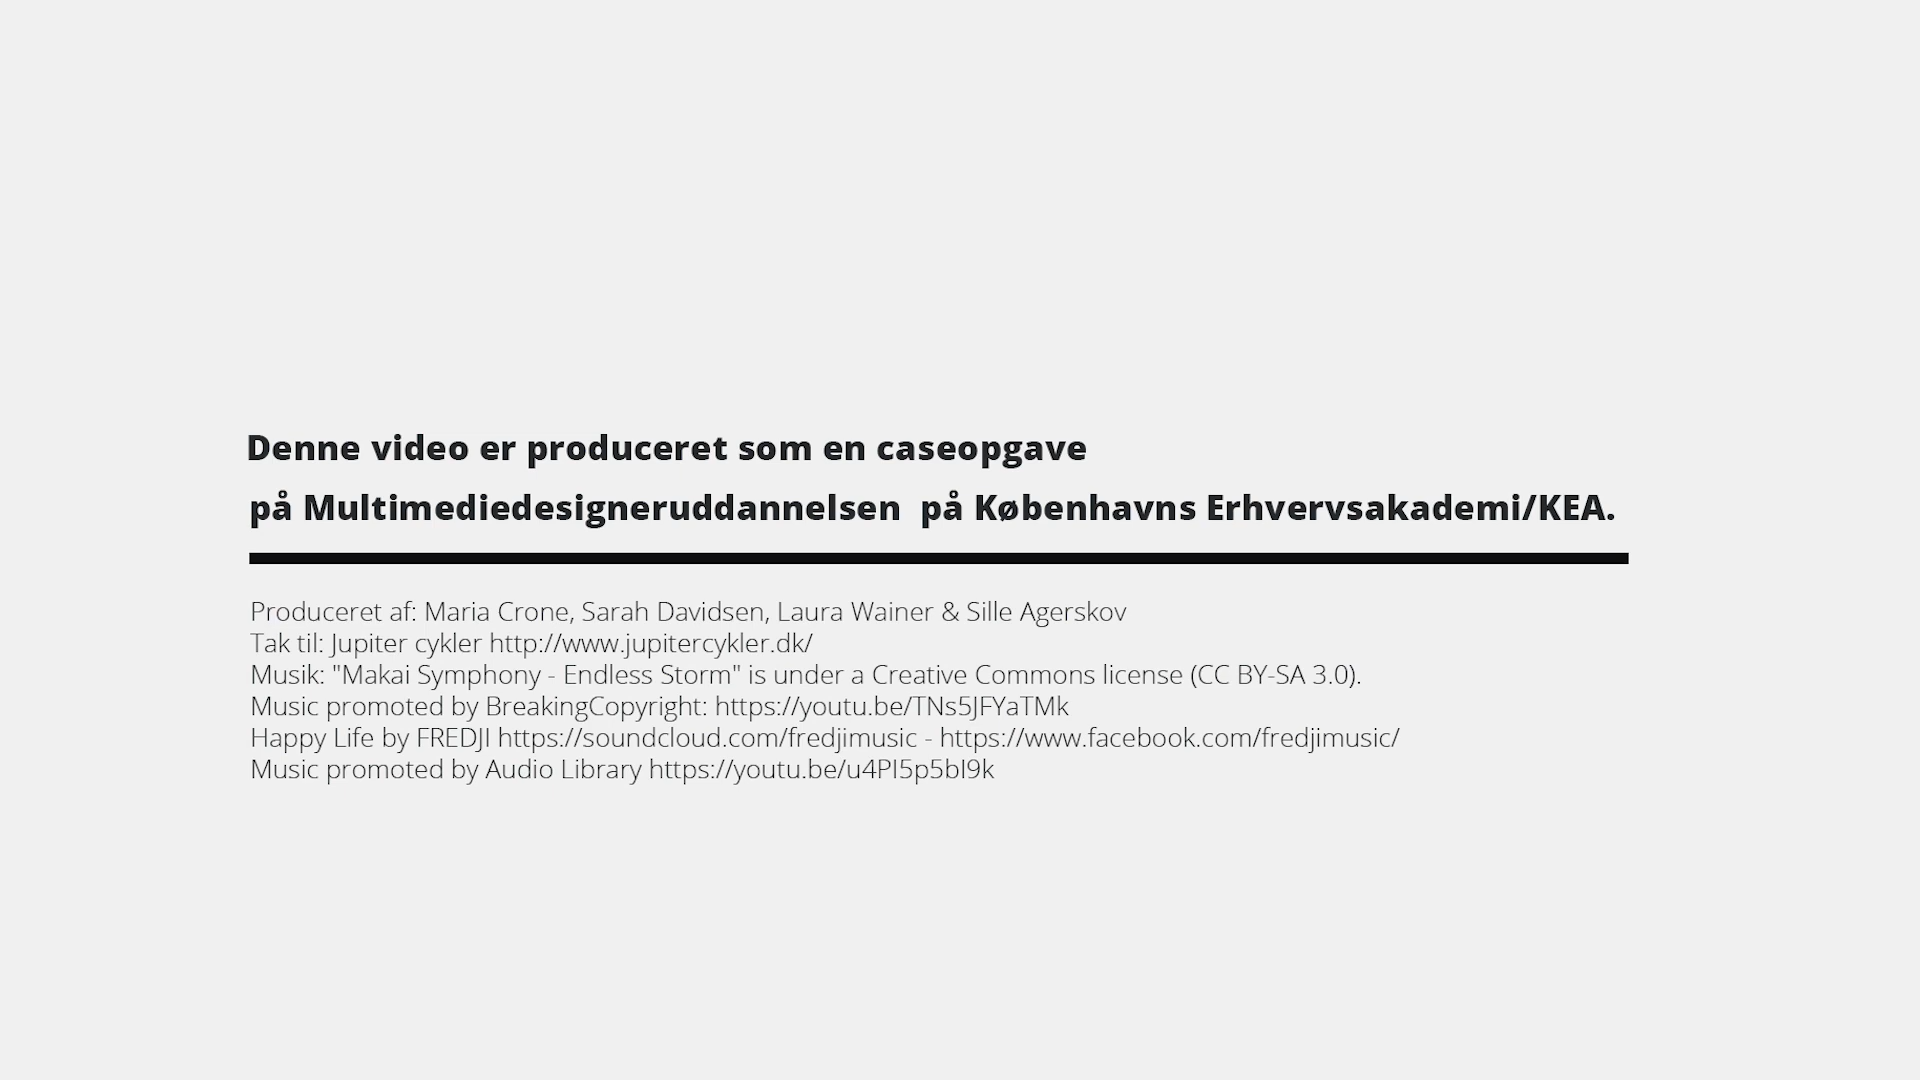 Denne video er produceret som en caseopgave
på Multimediedesigneruddannelsen på Københavns Erhvervsakademi/KEA.
Produceret af: Maria Crone, Sarah Davidsen, Laura Wainer & Sille Agerskov
Tak til: Jupiter cykler http://www.jupitercykler.dk/
Musik: "Makai Symphony - Endless Storm" is under a Creative Commons license (CC BY-SA 3.0).
Music promoted by BreakingCopyright: https://youtu.be/TNs5JFYaTMk
Happy Life by FREDJI https://soundcloud.com/fredjimusic - https://www.facebook.com/fredjimusic/
Music promoted by Audio Library https://youtu.be/u4PI5p5bI9k